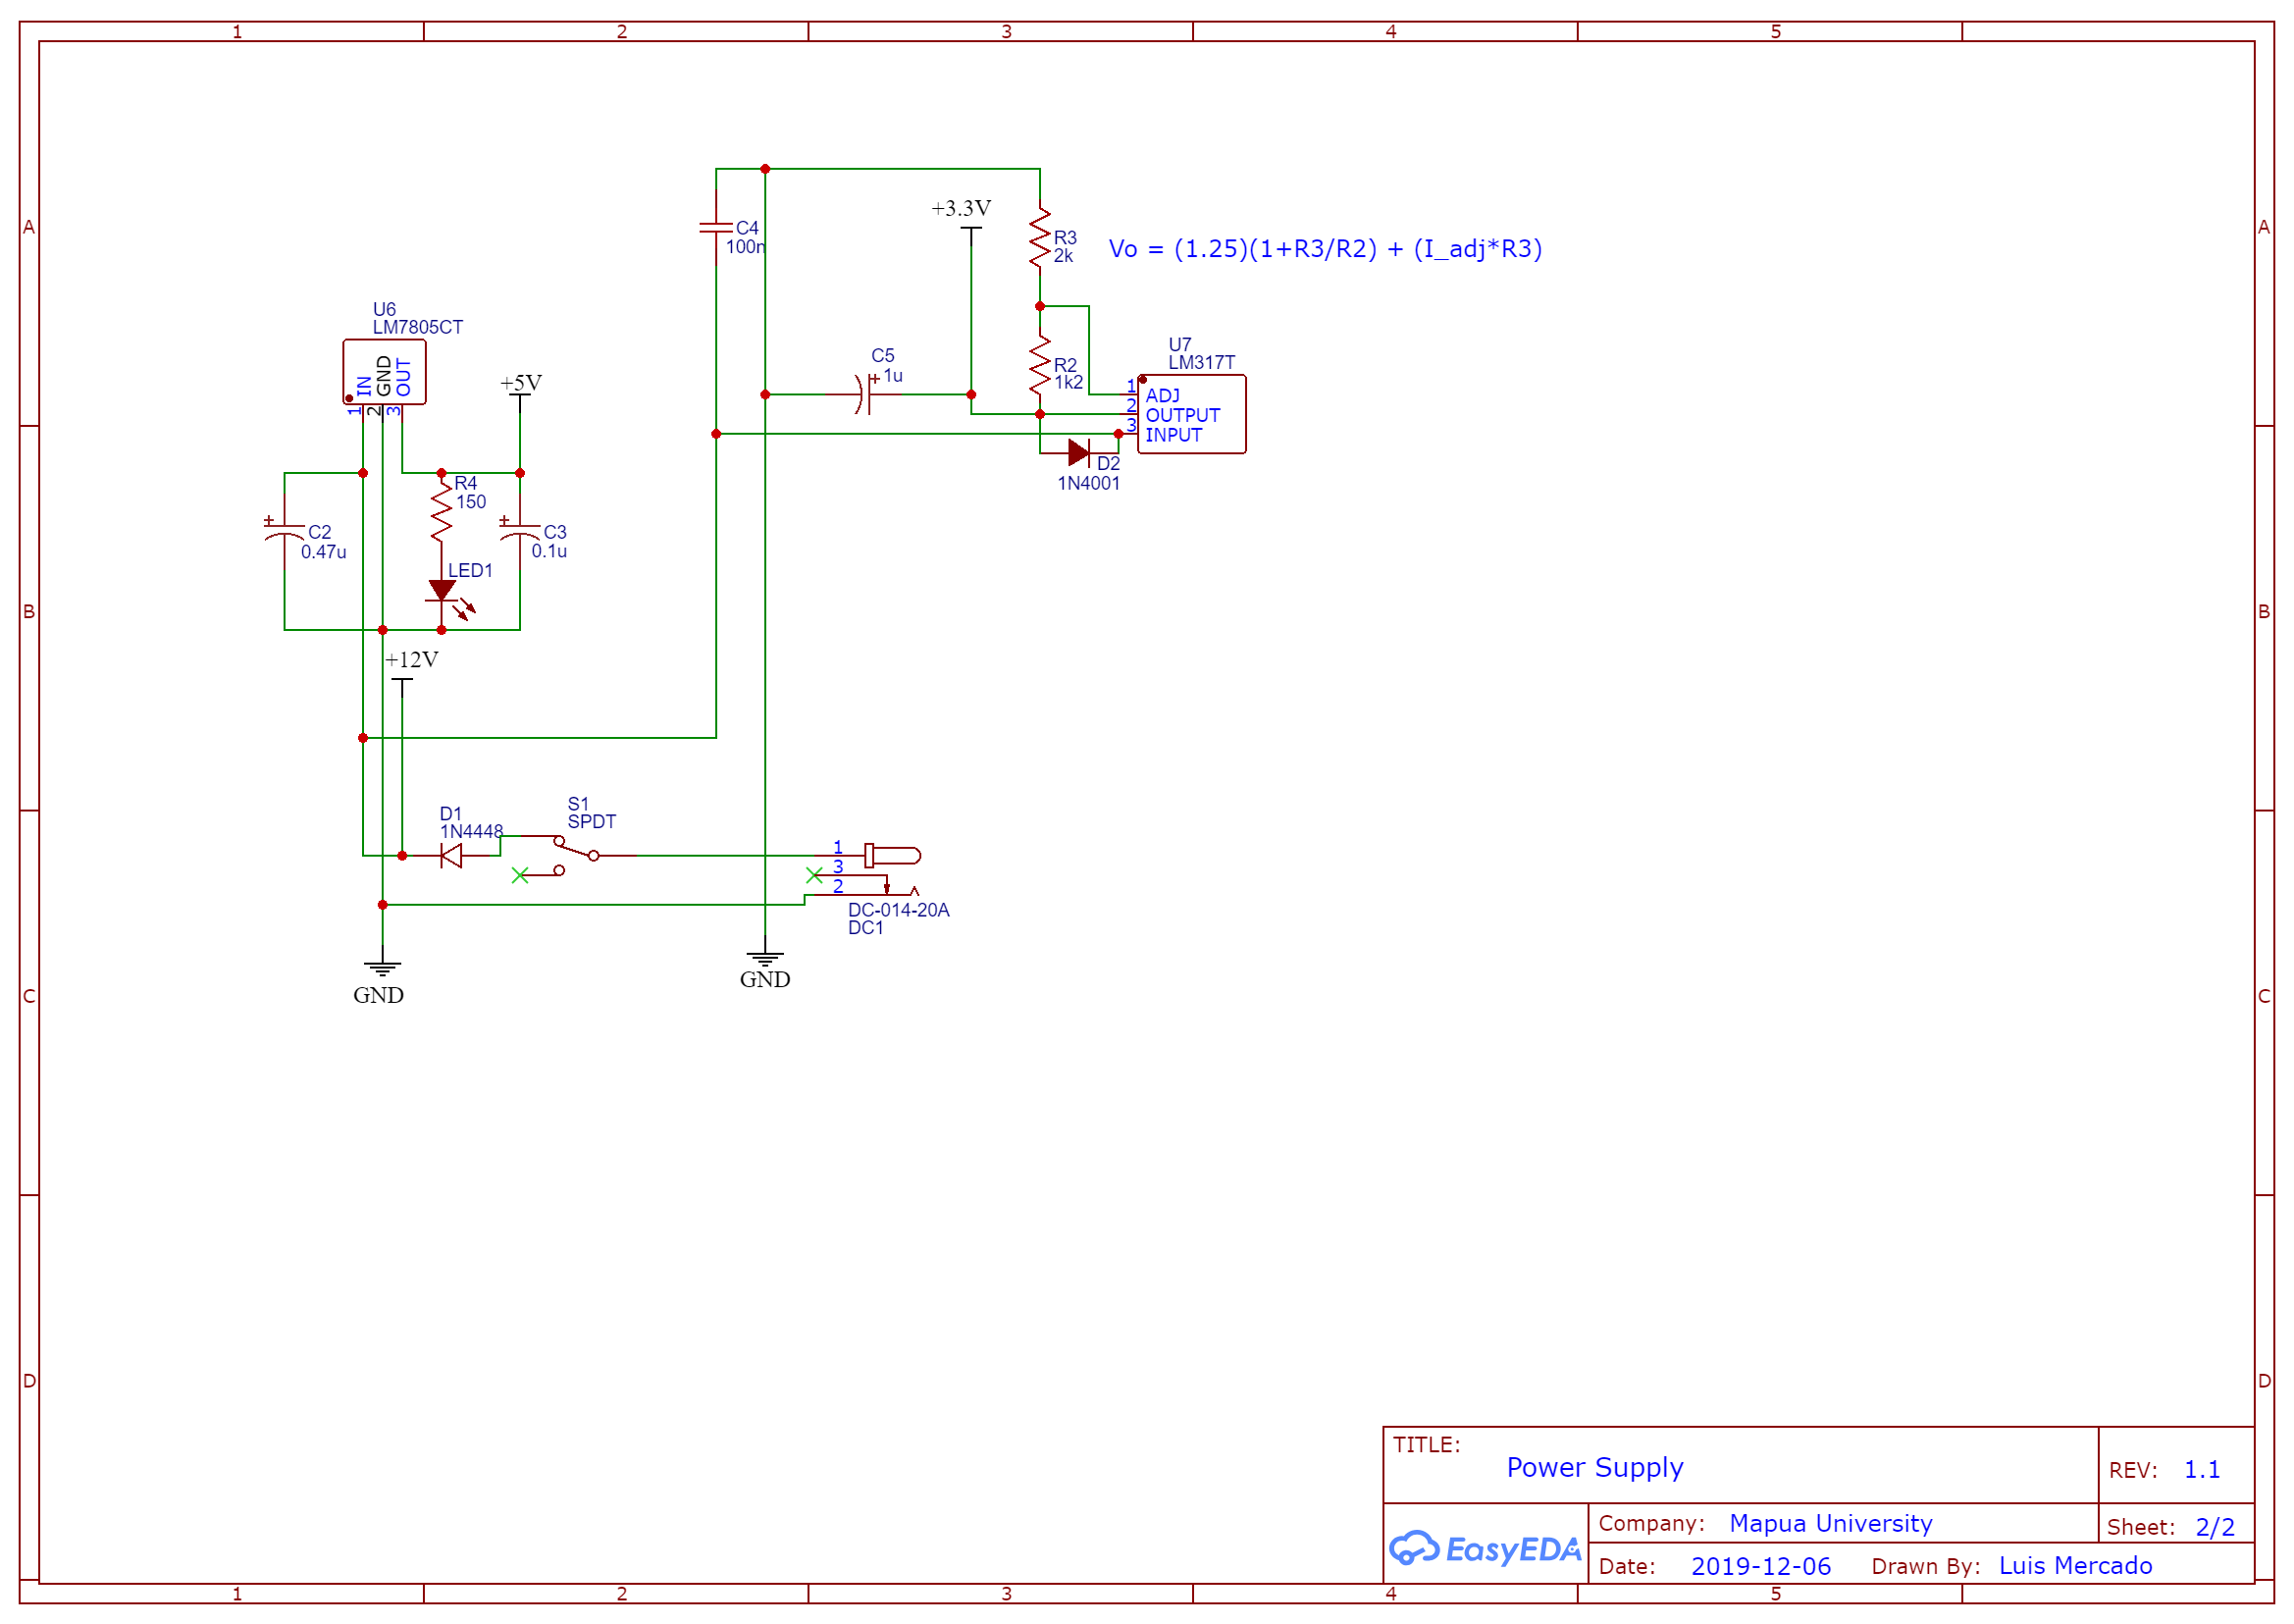 1 2 3 4 5
A A
+3.3V
C4
100n
R3
2k
Vo = (1.25)(1+R3/R2) + (I_adj*R3)
U6
LM7805CT
IN
GND
OUT
1
2
3
+5V
C5
1u
R2
1k2
U7
LM317T
1 ADJ
2 OUTPUT
3 INPUT
D2
1N4001
R4
150
C2
0.47u
C3
0.1u
LED1
B B
+12V
D1
1N4448
S1
SPDT
1
3
2
DC-014-20A
DC1
GND
GND
C C
D D
TITLE:
Power Supply
REV: 1.1
EasyEDA
Company: Mapua University
Sheet: 2/2
Date: 2019-12-06 Drawn By: Luis Mercado
1 2 3 4 5